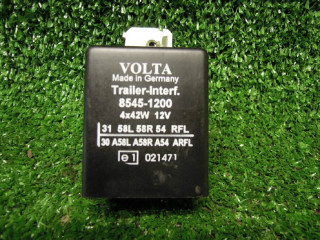 VOLTA
Made in Germany
Trailer-Interf.
8545-1200
4x42W 12V
31 58L 58R 54 RFL
30 A58L A58R A54 ARFL
e1 021471